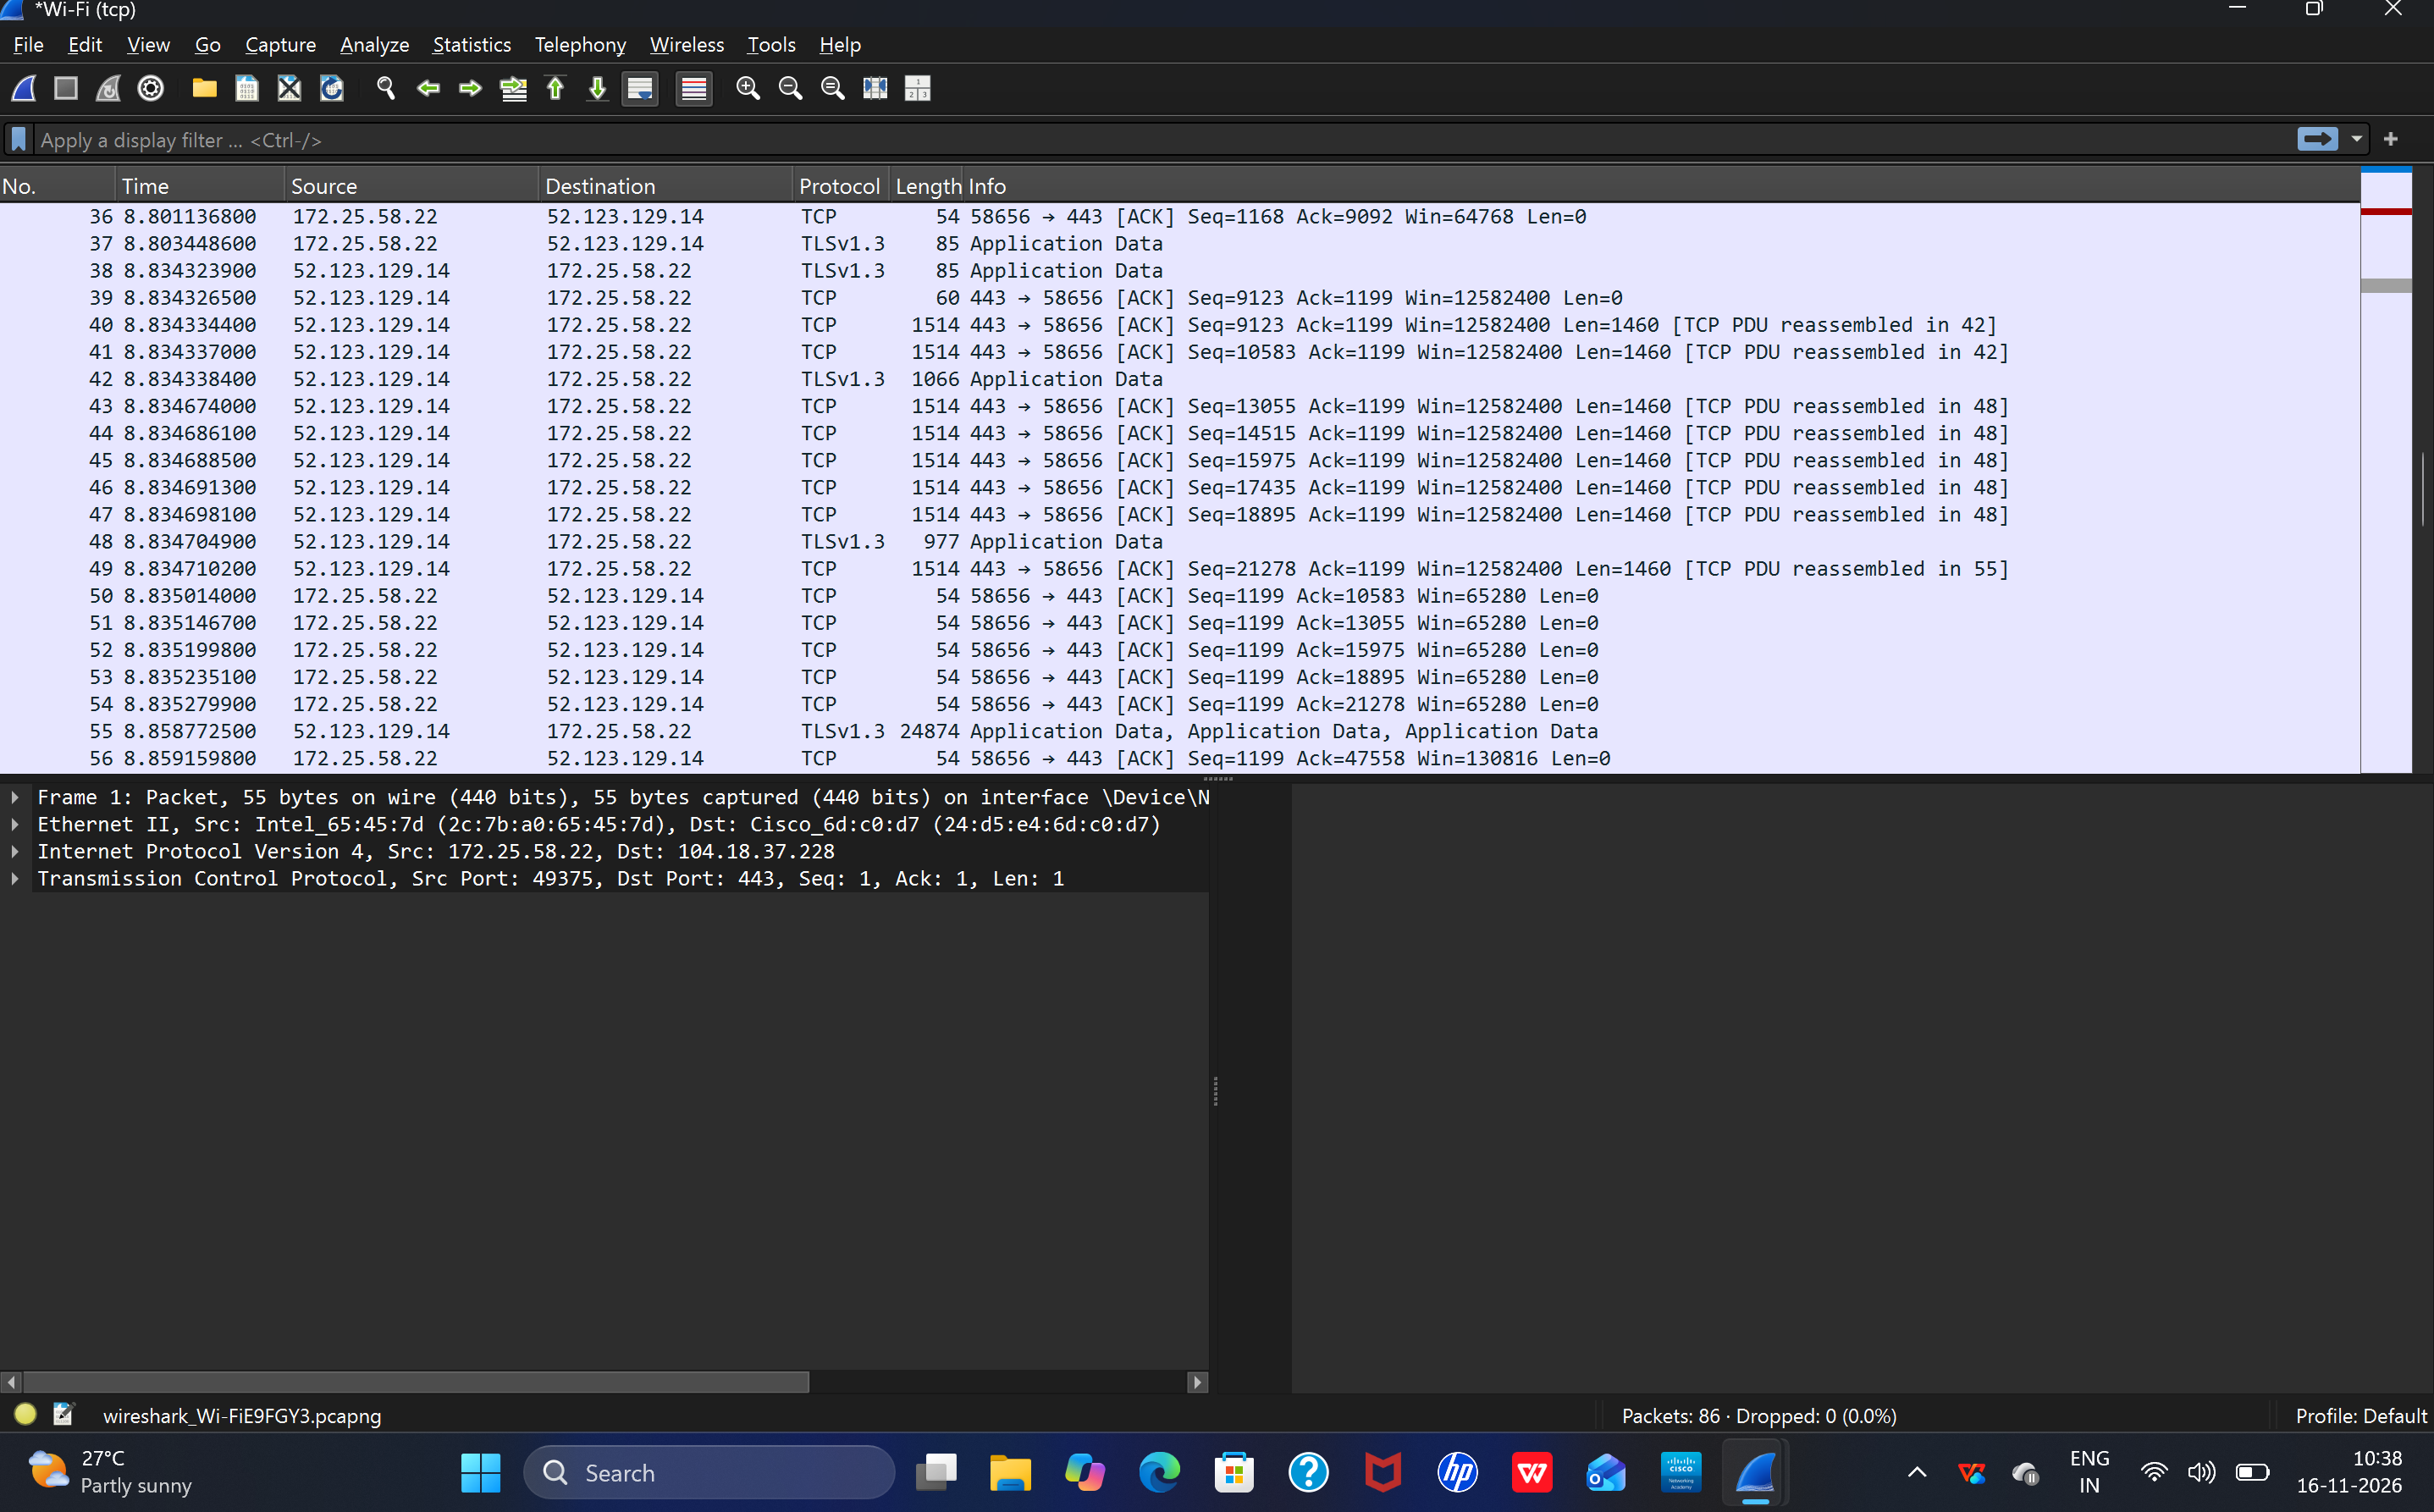 *Wi-Fi (tcp)
File Edit View Go Capture Analyze Statistics Telephony Wireless Tools Help
Apply a display filter ... <Ctrl-/>
No. Time Source Destination Protocol Length Info
36 8.801136800 172.25.58.22 52.123.129.14 TCP 54 58656 → 443 [ACK] Seq=1168 Ack=9092 Win=64768 Len=0
37 8.803448600 172.25.58.22 52.123.129.14 TLSv1.3 85 Application Data
38 8.834323900 52.123.129.14 172.25.58.22 TLSv1.3 85 Application Data
39 8.834326500 52.123.129.14 172.25.58.22 TCP 60 443 → 58656 [ACK] Seq=9123 Ack=1199 Win=12582400 Len=0
40 8.834334400 52.123.129.14 172.25.58.22 TCP 1514 443 → 58656 [ACK] Seq=9123 Ack=1199 Win=12582400 Len=1460 [TCP PDU reassembled in 42]
41 8.834337000 52.123.129.14 172.25.58.22 TCP 1514 443 → 58656 [ACK] Seq=10583 Ack=1199 Win=12582400 Len=1460 [TCP PDU reassembled in 42]
42 8.834338400 52.123.129.14 172.25.58.22 TLSv1.3 1066 Application Data
43 8.834674000 52.123.129.14 172.25.58.22 TCP 1514 443 → 58656 [ACK] Seq=13055 Ack=1199 Win=12582400 Len=1460 [TCP PDU reassembled in 48]
44 8.834686100 52.123.129.14 172.25.58.22 TCP 1514 443 → 58656 [ACK] Seq=14515 Ack=1199 Win=12582400 Len=1460 [TCP PDU reassembled in 48]
45 8.834688500 52.123.129.14 172.25.58.22 TCP 1514 443 → 58656 [ACK] Seq=15975 Ack=1199 Win=12582400 Len=1460 [TCP PDU reassembled in 48]
46 8.834691300 52.123.129.14 172.25.58.22 TCP 1514 443 → 58656 [ACK] Seq=17435 Ack=1199 Win=12582400 Len=1460 [TCP PDU reassembled in 48]
47 8.834698100 52.123.129.14 172.25.58.22 TCP 1514 443 → 58656 [ACK] Seq=18895 Ack=1199 Win=12582400 Len=1460 [TCP PDU reassembled in 48]
48 8.834704900 52.123.129.14 172.25.58.22 TLSv1.3 977 Application Data
49 8.834710200 52.123.129.14 172.25.58.22 TCP 1514 443 → 58656 [ACK] Seq=21278 Ack=1199 Win=12582400 Len=1460 [TCP PDU reassembled in 55]
50 8.835014000 172.25.58.22 52.123.129.14 TCP 54 58656 → 443 [ACK] Seq=1199 Ack=10583 Win=65280 Len=0
51 8.835146700 172.25.58.22 52.123.129.14 TCP 54 58656 → 443 [ACK] Seq=1199 Ack=13055 Win=65280 Len=0
52 8.835199800 172.25.58.22 52.123.129.14 TCP 54 58656 → 443 [ACK] Seq=1199 Ack=15975 Win=65280 Len=0
53 8.835235100 172.25.58.22 52.123.129.14 TCP 54 58656 → 443 [ACK] Seq=1199 Ack=18895 Win=65280 Len=0
54 8.835279900 172.25.58.22 52.123.129.14 TCP 54 58656 → 443 [ACK] Seq=1199 Ack=21278 Win=65280 Len=0
55 8.858772500 52.123.129.14 172.25.58.22 TLSv1.3 24874 Application Data, Application Data, Application Data
56 8.859159800 172.25.58.22 52.123.129.14 TCP 54 58656 → 443 [ACK] Seq=1199 Ack=47558 Win=130816 Len=0
Frame 1: Packet, 55 bytes on wire (440 bits), 55 bytes captured (440 bits) on interface \Device\N
Ethernet II, Src: Intel_65:45:7d (2c:7b:a0:65:45:7d), Dst: Cisco_6d:c0:d7 (24:d5:e4:6d:c0:d7)
Internet Protocol Version 4, Src: 172.25.58.22, Dst: 104.18.37.228
Transmission Control Protocol, Src Port: 49375, Dst Port: 443, Seq: 1, Ack: 1, Len: 1
wireshark_Wi-FiE9FGY3.pcapng
Packets: 86 · Dropped: 0 (0.0%)
Profile: Default
27°C
Partly sunny
Search
hp
W
CISCO
Networking
Academy
ENG
IN
10:38
16-11-2026